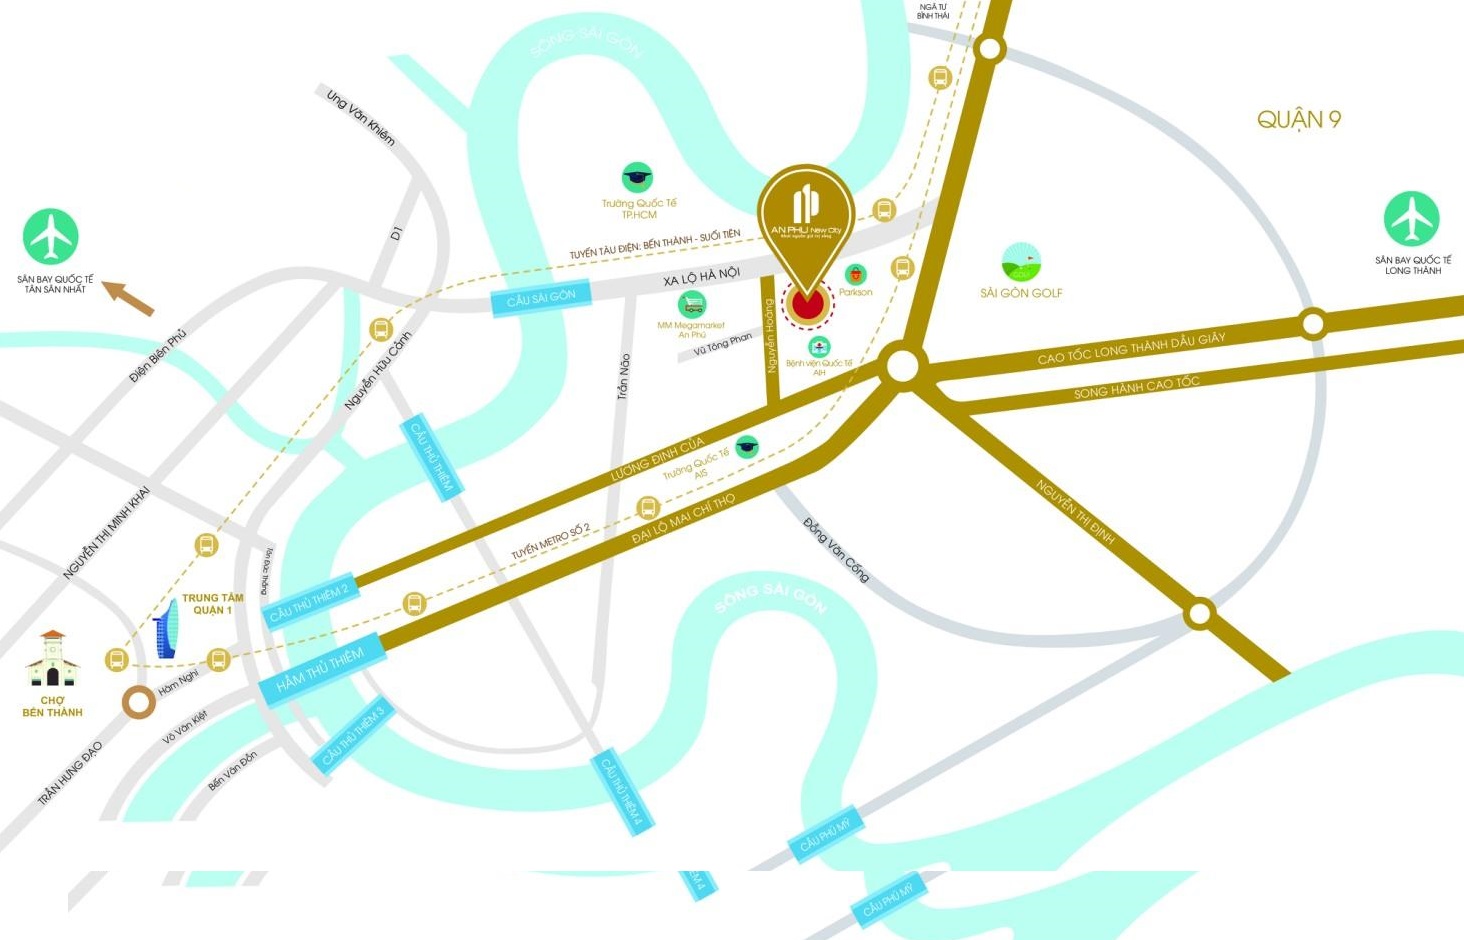 NGÃ TƯ
BÌNH THÁI
SÔNG SÀI GÒN
QUẬN 9
Ung Văn Khiêm
D1
Trường Quốc Tế
TP.HCM
TUYẾN TÀU ĐIỆN: BẾN THÀNH - SUỐI TIÊN
AN PHU New City
SÂN BAY QUỐC TẾ
TÂN SƠN NHẤT
SÂN BAY QUỐC TẾ
LONG THÀNH
XA LỘ HÀ NỘI
CẦU SÀI GÒN
Parkson
GOLF
SÀI GÒN GOLF
MM Megamarket
An Phú
Vũ Tông Phan
Nguyễn Hoàng
Bệnh viện Quốc Tế
AIH
Điện Biên Phủ
Nguyễn Hữu Cảnh
Trần Não
CAO TỐC LONG THÀNH DẦU GIÂY
SONG HÀNH CAO TỐC
CẦU THỦ THIÊM
LƯƠNG ĐỊNH CỦA
Trường Quốc Tế
AIS
ĐẠI LỘ MAI CHÍ THỌ
TUYẾN METRO SỐ 2
NGUYỄN THỊ ĐỊNH
Đồng Văn Cống
NGUYỄN THỊ MINH KHAI
Tôn Đức Thắng
CẦU THỦ THIÊM 2
TRUNG TÂM
QUẬN 1
SÔNG SÀI GÒN
HẦM THỦ THIÊM
Hàm Nghi
CHỢ
BẾN THÀNH
Võ Văn Kiệt
CẦU THỦ THIÊM 3
Bến Vân Đồn
TRẦN HƯNG ĐẠO
CẦU THỦ THIÊM 4
CẦU PHÚ MỸ
ÊM 4
CẦU PHÚ MỸ